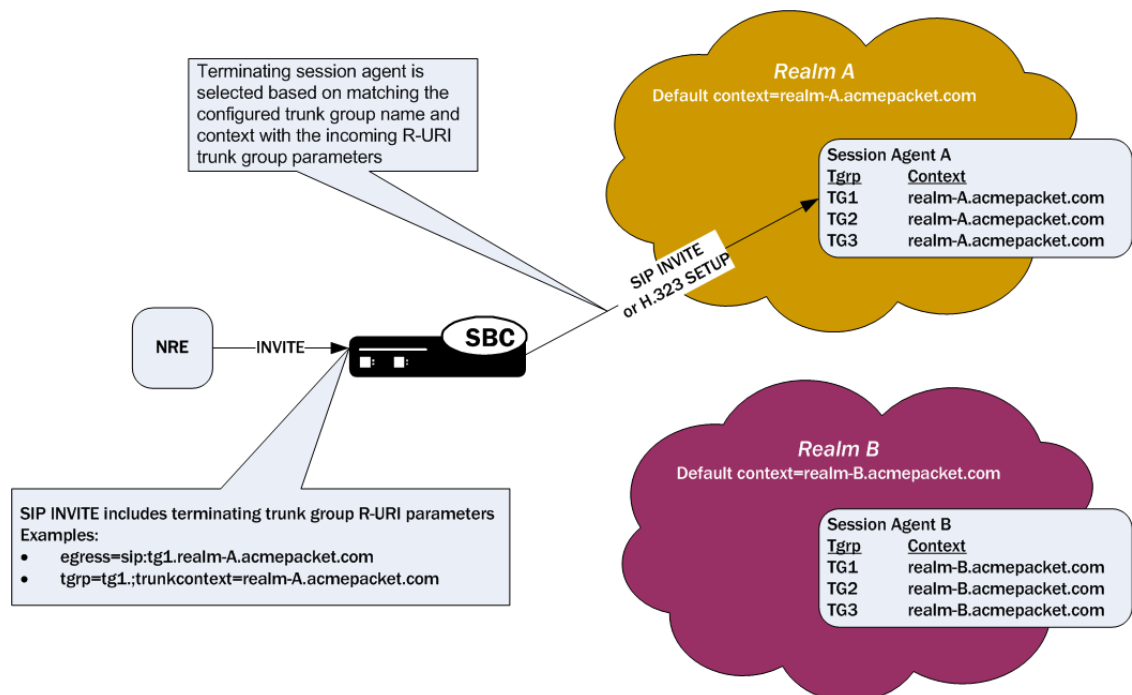 Terminating session agent is
selected based on matching the
configured trunk group name and
context with the incoming R-URI
trunk group parameters
Realm A
Default context=realm-A.acmepacket.com
Session Agent A
Tgrp Context
TG1 realm-A.acmepacket.com
TG2 realm-A.acmepacket.com
TG3 realm-A.acmepacket.com
SIP INVITE
or H.323 SETUP
NRE
INVITE
SBC
SIP INVITE includes terminating trunk group R-URI parameters
Examples:
• egress=sip:tg1.realm-A.acmepacket.com
• tgrp=tg1.;trunkcontext=realm-A.acmepacket.com
Realm B
Default context=realm-B.acmepacket.com
Session Agent B
Tgrp Context
TG1 realm-B.acmepacket.com
TG2 realm-B.acmepacket.com
TG3 realm-B.acmepacket.com